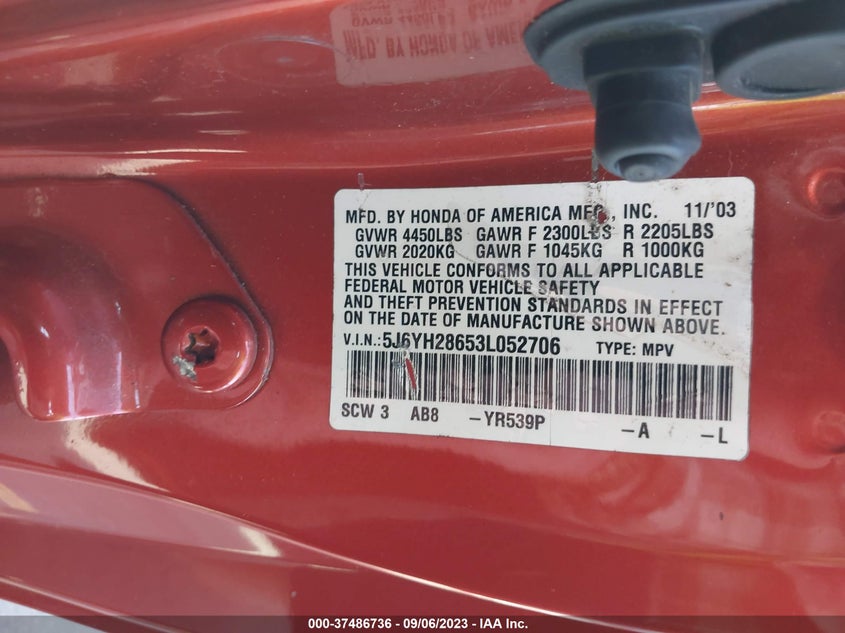 MFD. BY HONDA OF AMERICA MFG., INC. 11/'03
GVWR 4450LBS GAWR F 2300LBS R 2205LBS
GVWR 2020KG GAWR F 1045KG R 1000KG
THIS VEHICLE CONFORMS TO ALL APPLICABLE
FEDERAL MOTOR VEHICLE SAFETY
AND THEFT PREVENTION STANDARDS IN EFFECT
ON THE DATE OF MANUFACTURE SHOWN ABOVE.
V.I.N.: 5J6YH28653L052706 TYPE: MPV
SCW 3 AB8 -YR539P -A -L
000-37486736 - 09/06/2023 - IAA Inc.